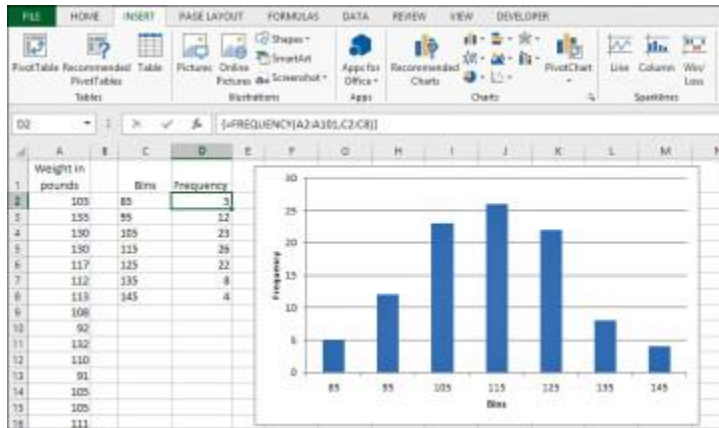 FILE HOME INSERT PAGE LAYOUT FORMULAS DATA REVIEW VIEW DEVELOPER
PivotTable Recommended PivotTables Table
Pictures Online Pictures
Shapes
SmartArt
Screenshot
Apps for Office
Recommended Charts
PivotChart
Line Column Win/Loss
Tables Illustrations Apps Charts Sparklines
D2 fx {=FREQUENCY(A2:A101,C2:C8)}
A B C D E F G H I J K L M
1 Weight in pounds Bins Frequency
2 103 85
3 135 95 12
4 130 105 23
5 130 115 26
6 117 125 22
7 112 135 8
8 113 145 4
9 108
10 92
11 132
12 110
13 91
14 105
15 105
16 111
30
25
20
15
10
5
0
Frequency
85 95 105 115 125 135 145
Bins